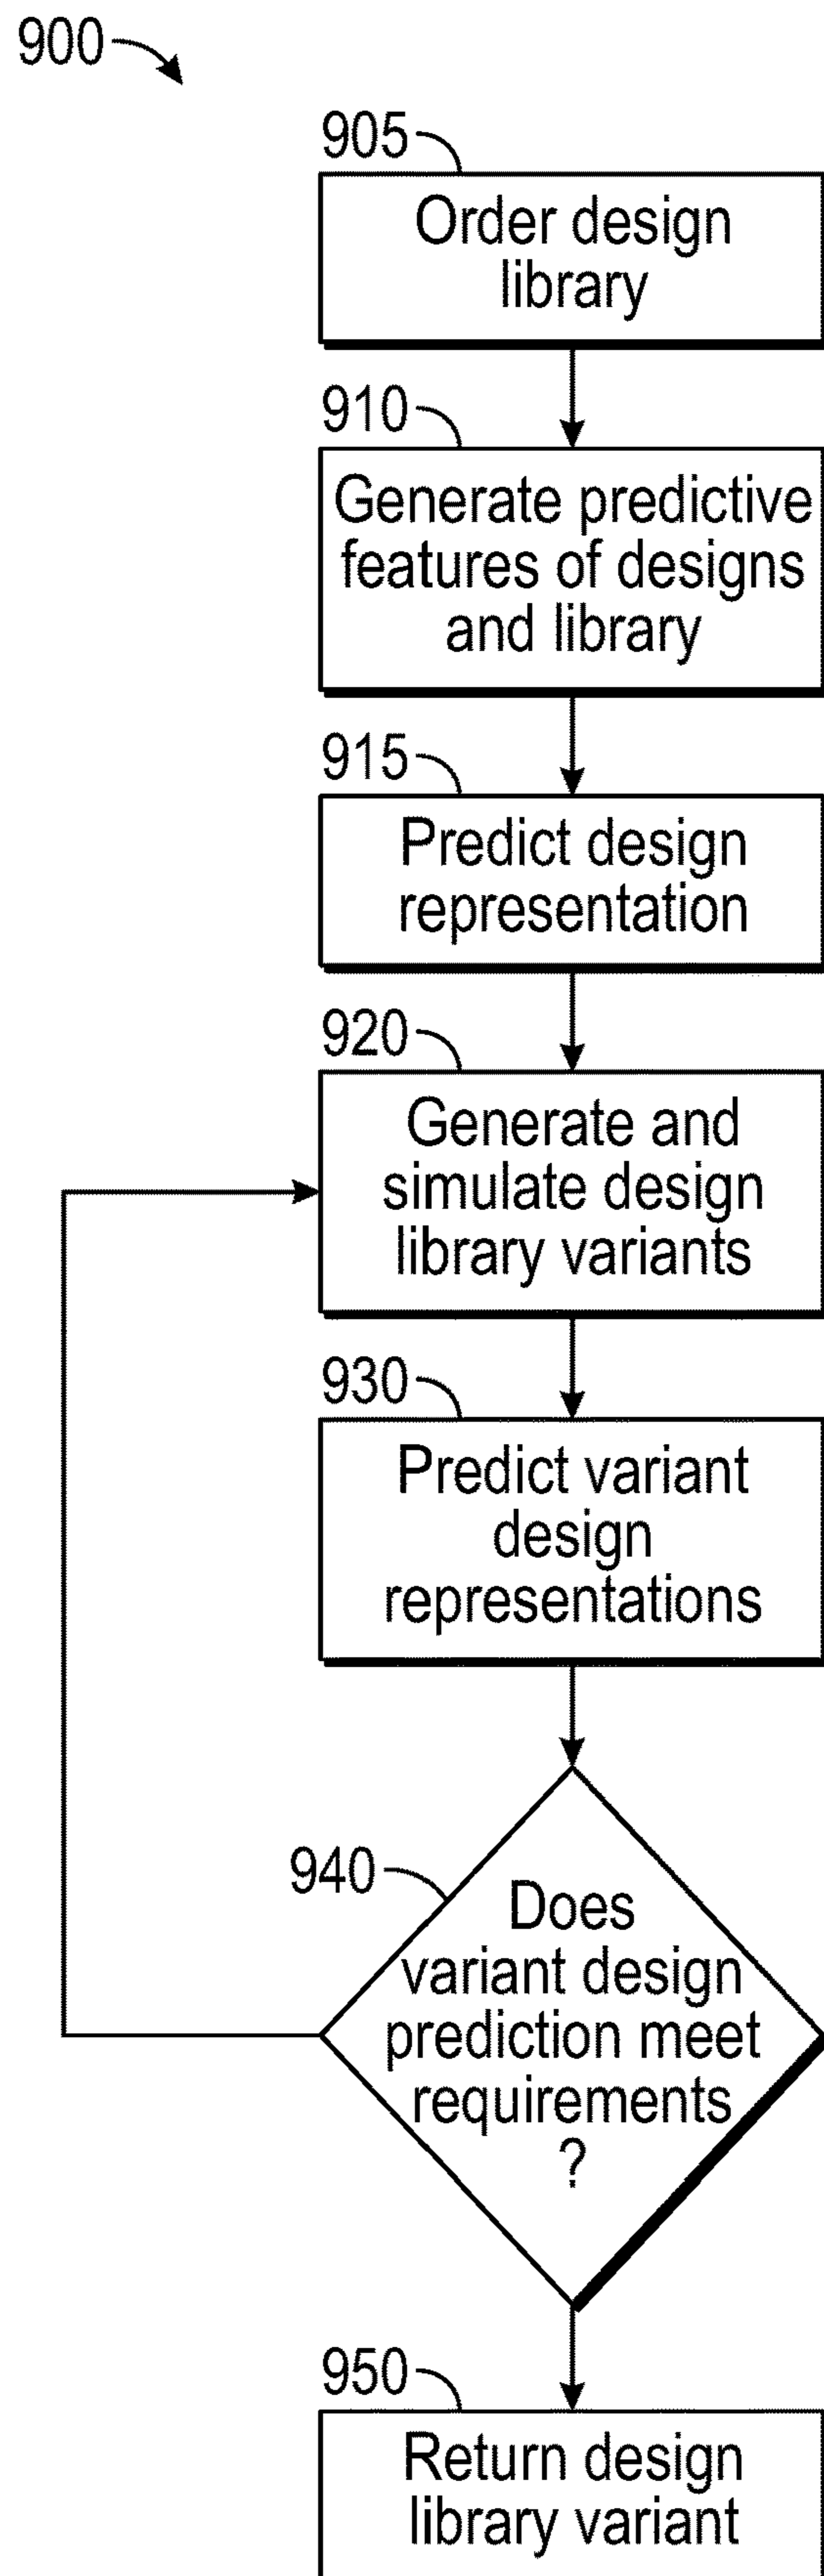 900
905
Order design
library
910
Generate predictive
features of designs
and library
915
Predict design
representation
920
Generate and
simulate design
library variants
930
Predict variant
design
representations
940
Does
variant design
prediction meet
requirements
?
950
Return design
library variant